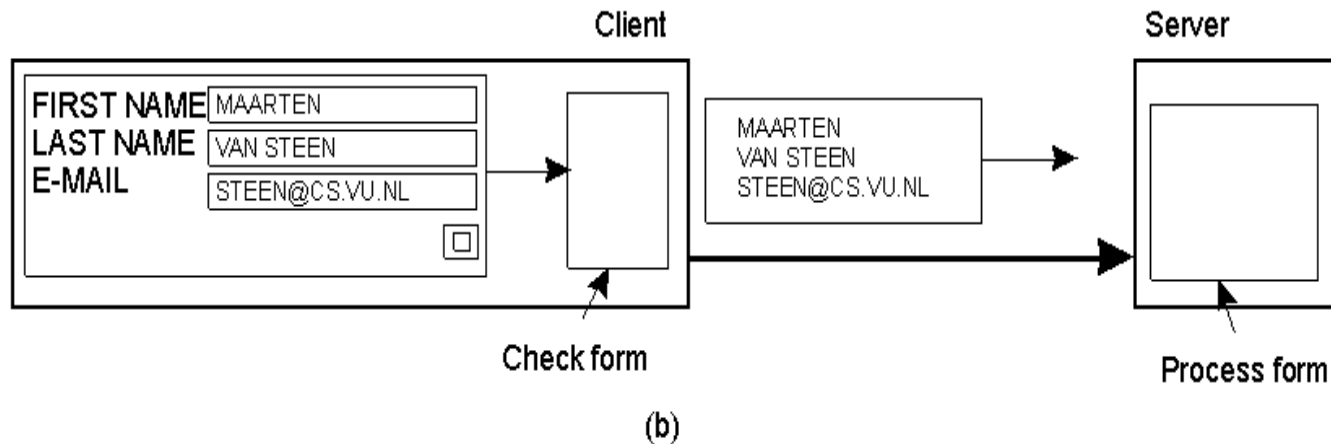 Client
Server
FIRST NAME MAARTEN
LAST NAME VAN STEEN
E-MAIL STEEN@CS.VU.NL
MAARTEN
VAN STEEN
STEEN@CS.VU.NL
Check form
Process form
(b)